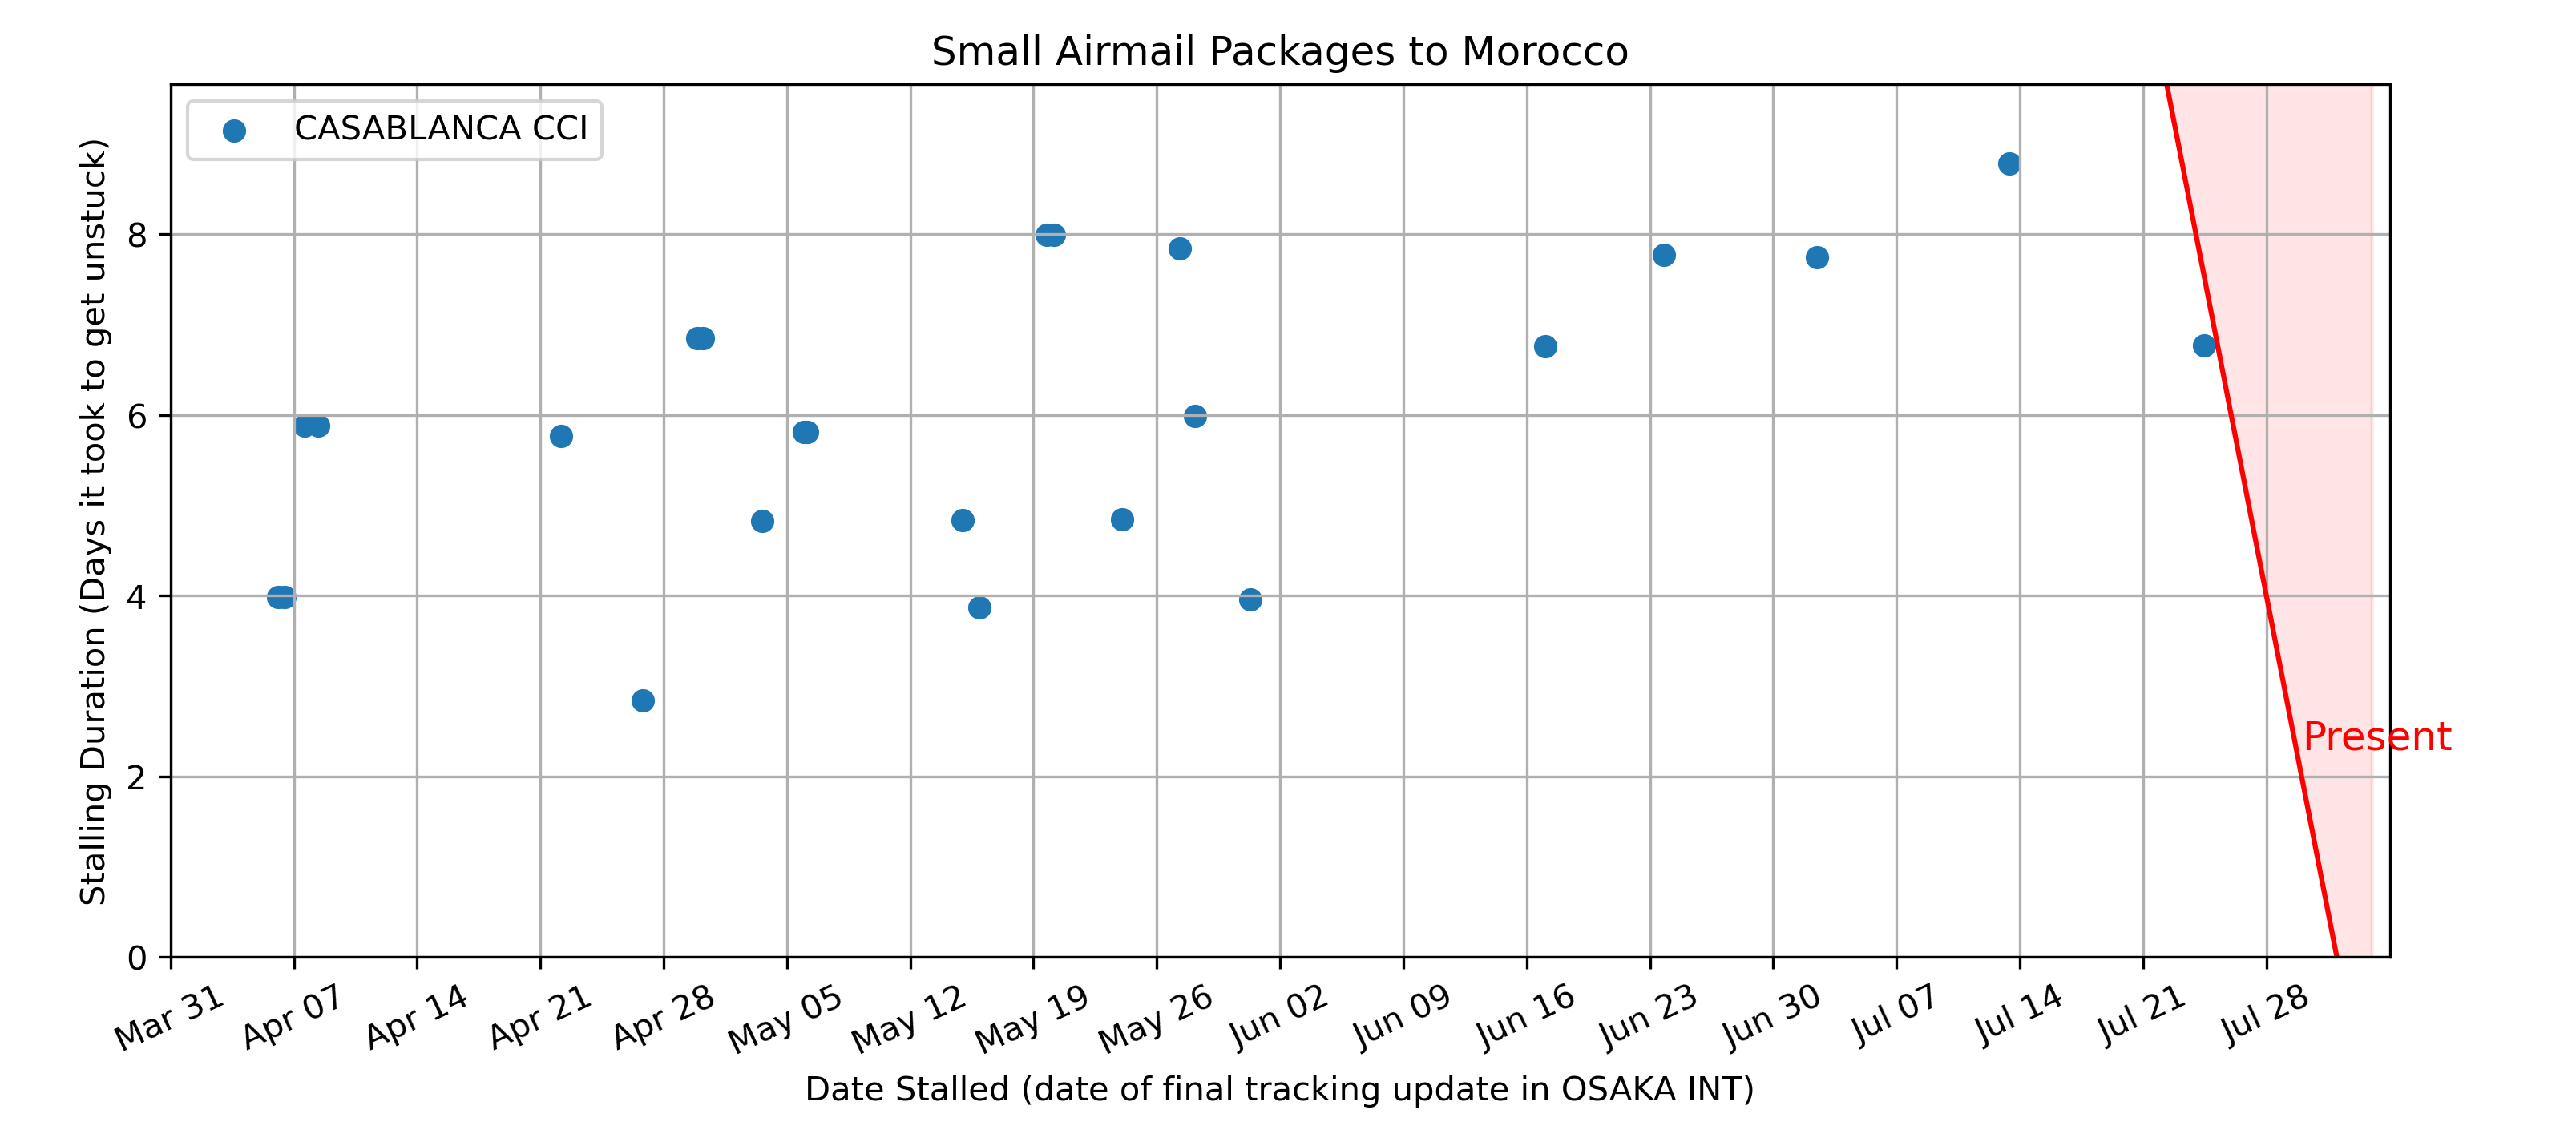 Small Airmail Packages to Morocco
CASABLANCA CCI
Stalling Duration (Days it took to get unstuck)
8
6
4
2
0
Present
Mar 31
Apr 07
Apr 14
Apr 21
Apr 28
May 05
May 12
May 19
May 26
Jun 02
Jun 09
Jun 16
Jun 23
Jun 30
Jul 07
Jul 14
Jul 21
Jul 28
Date Stalled (date of final tracking update in OSAKA INT)